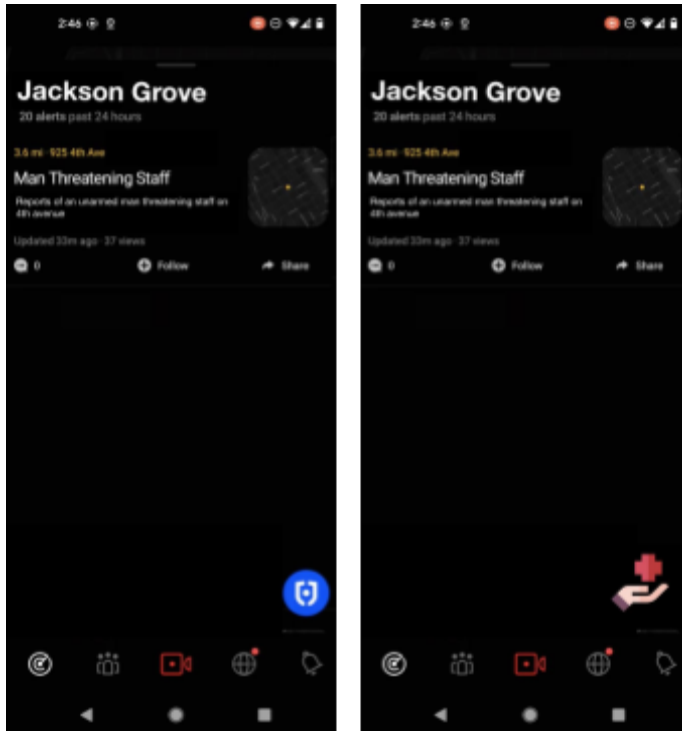 2:46
Jackson Grove
20 alerts past 24 hours
3.6 mi · 925 4th Ave
Man Threatening Staff
Reports of an unarmed man threatening staff on
4th avenue
Updated 33m ago · 37 views
0 Follow Share
2:46
Jackson Grove
20 alerts past 24 hours
3.6 mi · 925 4th Ave
Man Threatening Staff
Reports of an unarmed man threatening staff on
4th avenue
Updated 33m ago · 37 views
0 Follow Share